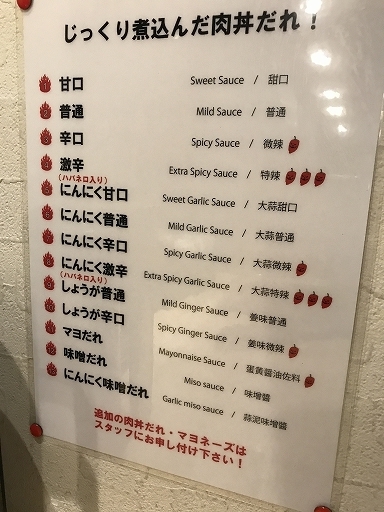 じっくり煮込んだ肉丼だれ！
甘口 Sweet Sauce / 甜口
普通 Mild Sauce / 普通
辛口 Spicy Sauce / 微辣
激辛 Extra Spicy Sauce / 特辣
(ハバネロ入り)
にんにく甘口 Sweet Garlic Sauce / 大蒜甜口
にんにく普通 Mild Garlic Sauce / 大蒜普通
にんにく辛口 Spicy Garlic Sauce / 大蒜微辣
にんにく激辛 Extra Spicy Garlic Sauce / 大蒜特辣
(ハバネロ入り)
しょうが普通 Mild Ginger Sauce / 姜味普通
しょうが辛口 Spicy Ginger Sauce / 姜味微辣
マヨだれ Mayonnaise Sauce / 蛋黄醤油佐料
味噌だれ Miso sauce / 味增醬
にんにく味噌だれ Garlic miso sauce / 蒜泥味增醬
追加の肉丼だれ・マヨネーズは
スタッフにお申し付け下さい！